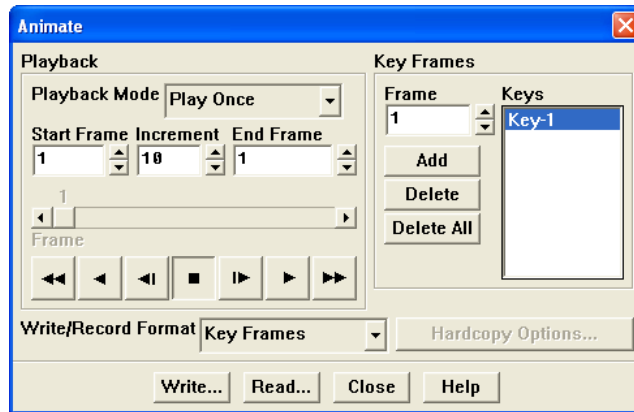 Animate
Playback
Playback Mode Play Once
Start Frame Increment End Frame
1 10 1
1
Frame
Key Frames
Frame Keys
1 Key-1
Add
Delete
Delete All
Write/Record Format Key Frames Hardcopy Options...
Write... Read... Close Help